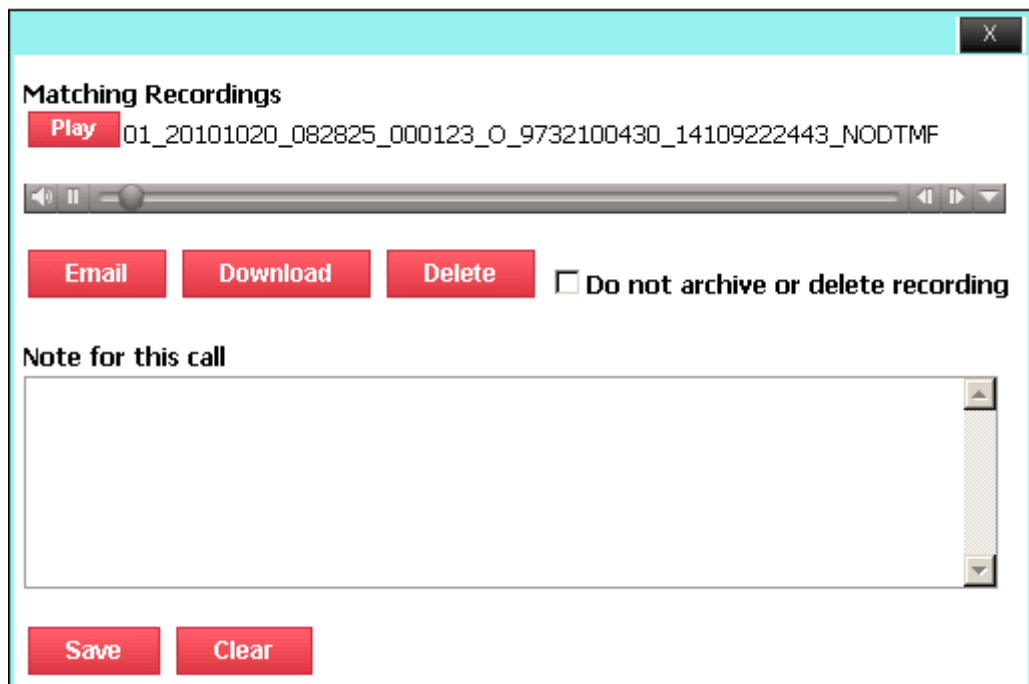 X
Matching Recordings
Play 01_20101020_082825_000123_O_9732100430_14109222443_NODTMF
Email Download Delete Do not archive or delete recording
Note for this call
Save Clear